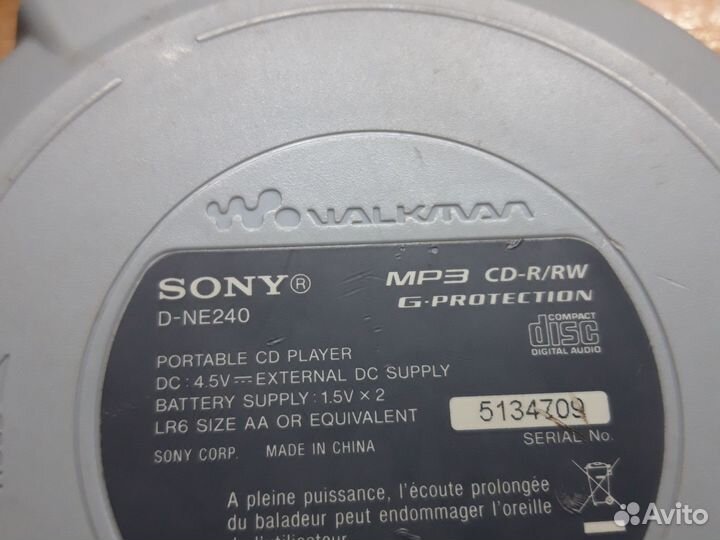 WALKMAN
SONY®
MP3 CD-R/RW
D-NE240
G-PROTECTION
COMPACT
disc
DIGITAL AUDIO
PORTABLE CD PLAYER
DC : 4.5V ⎓ EXTERNAL DC SUPPLY
BATTERY SUPPLY : 1.5V × 2
LR6 SIZE AA OR EQUIVALENT
5134709
SERIAL No.
SONY CORP. MADE IN CHINA
A pleine puissance, l'écoute prolongée
du baladeur peut endommager l'oreille
de l'utilisateur
Avito